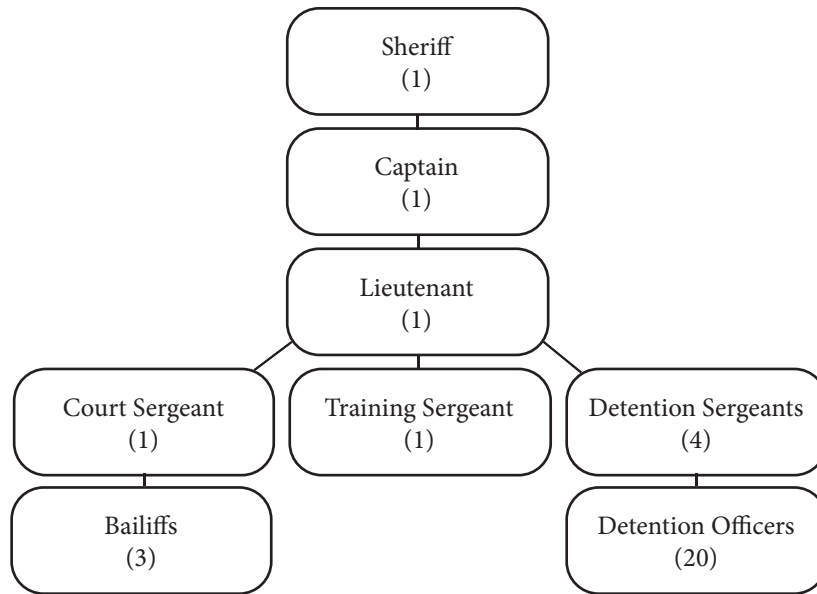 Sheriff
(1)
Captain
(1)
Lieutenant
(1)
Court Sergeant
(1)
Training Sergeant
(1)
Detention Sergeants
(4)
Bailiffs
(3)
Detention Officers
(20)